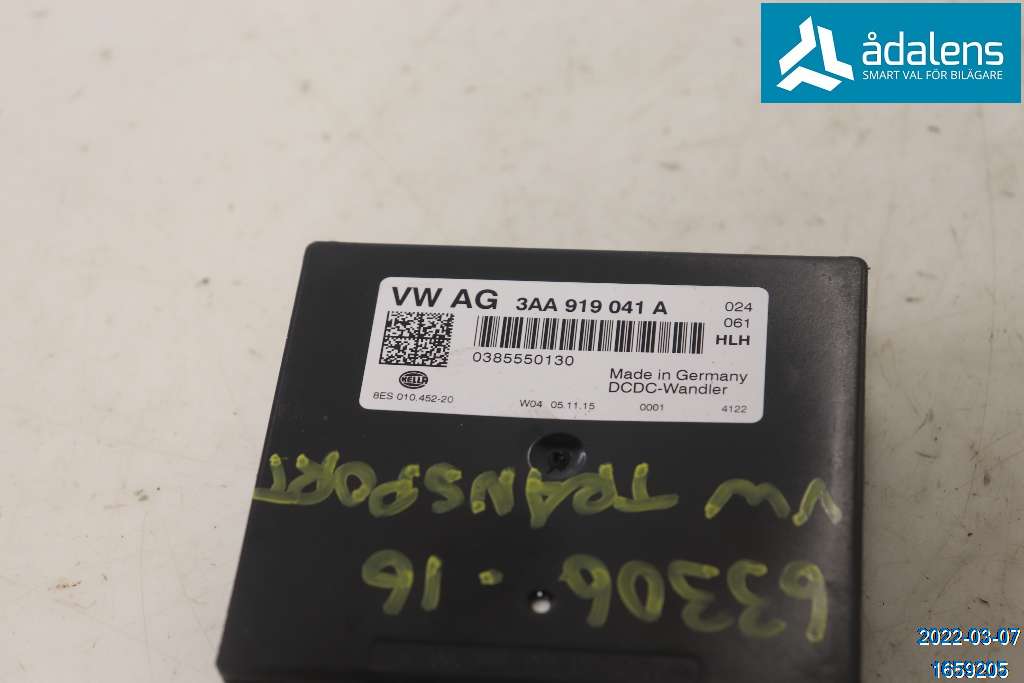 ådalens
SMART VAL FÖR BILÄGARE
VW AG 3AA 919 041 A 024
061
HLH
0385550130
Made in Germany
DCDC-Wandler
HELLA
8ES 010.452-20 W04 05.11.15 0001 4122
VW TRANSPORT
63306-16
2022-03-07
1659205